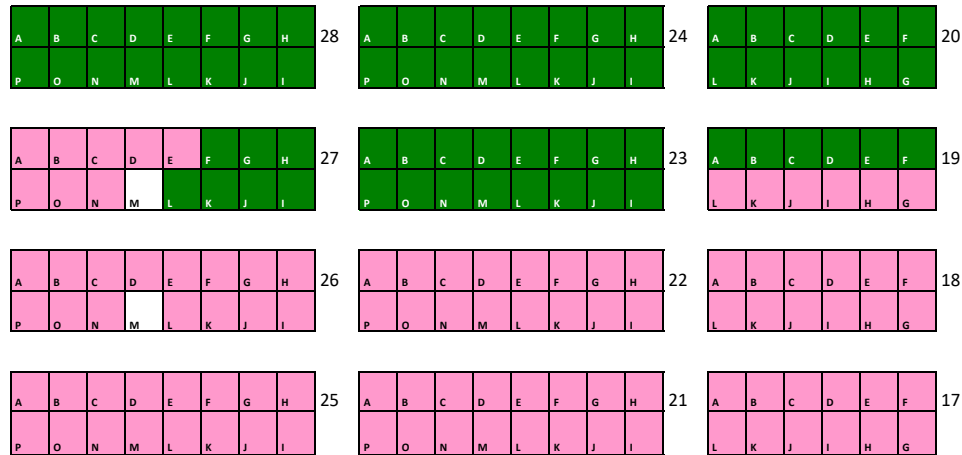 A B C D E F G H 28 A B C D E F G H 24 A B C D E F 20
P O N M L K J I P O N M L K J I L K J I H G
A B C D E F G H 27 A B C D E F G H 23 A B C D E F 19
P O N M L K J I P O N M L K J I L K J I H G
A B C D E F G H 26 A B C D E F G H 22 A B C D E F 18
P O N M L K J I P O N M L K J I L K J I H G
A B C D E F G H 25 A B C D E F G H 21 A B C D E F 17
P O N M L K J I P O N M L K J I L K J I H G